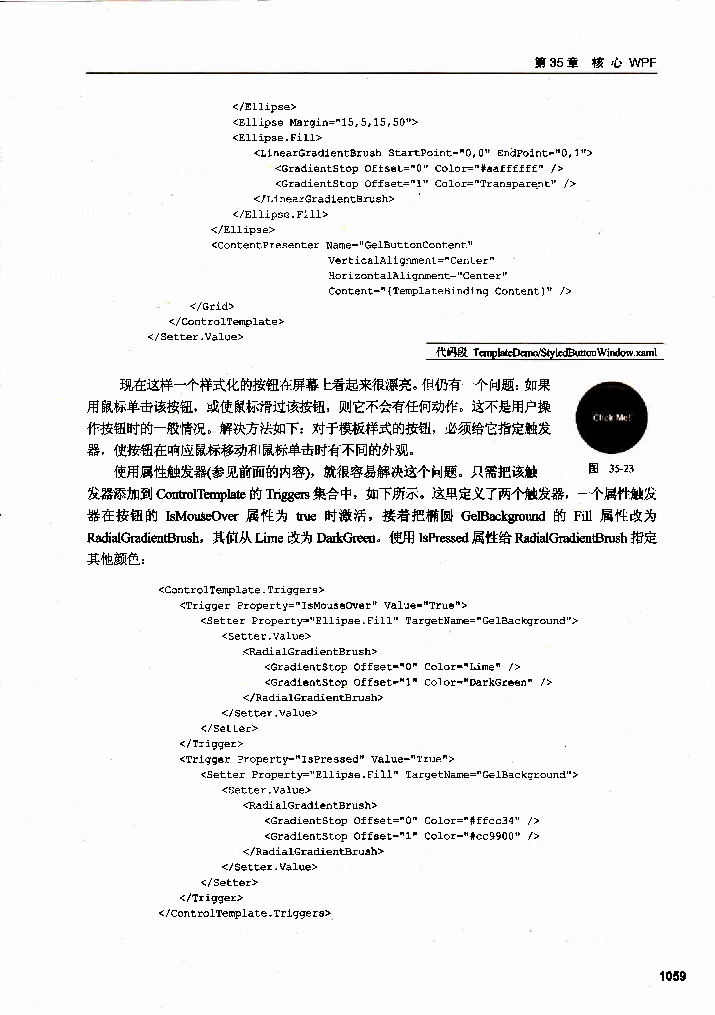 第 35 章 核 心 WPF
</Ellipse>
<Ellipse Margin="15,5,15,50">
<Ellipse.Fill>
<LinearGradientBrush StartPoint="0,0" EndPoint="0,1">
<GradientStop Offset="0" Color="#aaffffff" />
<GradientStop Offset="1" Color="Transparent" />
</LinearGradientBrush>
</Ellipse.Fill>
</Ellipse>
<ContentPresenter Name="GelButtonContent"
VerticalAlignment="Center"
HorizontalAlignment="Center"
Content="{TemplateBinding Content}" />
</Grid>
</ControlTemplate>
</Setter.Value>
代码段 TemplateDemo/StyledButtonWindow.xaml
现在这样一个样式化的按钮在屏幕上看起来很漂亮。但仍有一个问题：如果
用鼠标单击该按钮，或使鼠标滑过该按钮，则它不会有任何动作。这不是用户操
作按钮时的一般情况。解决方法如下：对于模板样式的按钮，必须给它指定触发
器，使按钮在响应鼠标移动和鼠标单击时有不同的外观。
Click Me!
图 35-23
使用属性触发器(参见前面的内容)，就很容易解决这个问题。只需把该触
发器添加到 ControlTemplate 的 Triggers 集合中，如下所示。这里定义了两个触发器，一个属性触发
器在按钮的 IsMouseOver 属性为 true 时激活，接着把椭圆 GelBackground 的 Fill 属性改为
RadialGradientBrush，其值从 Lime 改为 DarkGreen。使用 IsPressed 属性给 RadialGradientBrush 指定
其他颜色：
<ControlTemplate.Triggers>
<Trigger Property="IsMouseOver" Value="True">
<Setter Property="Ellipse.Fill" TargetName="GelBackground">
<Setter.Value>
<RadialGradientBrush>
<GradientStop Offset="0" Color="Lime" />
<GradientStop Offset="1" Color="DarkGreen" />
</RadialGradientBrush>
</Setter.Value>
</Setter>
</Trigger>
<Trigger Property="IsPressed" Value="True">
<Setter Property="Ellipse.Fill" TargetName="GelBackground">
<Setter.Value>
<RadialGradientBrush>
<GradientStop Offset="0" Color="#ffcc34" />
<GradientStop Offset="1" Color="#cc9900" />
</RadialGradientBrush>
</Setter.Value>
</Setter>
</Trigger>
</ControlTemplate.Triggers>
1059